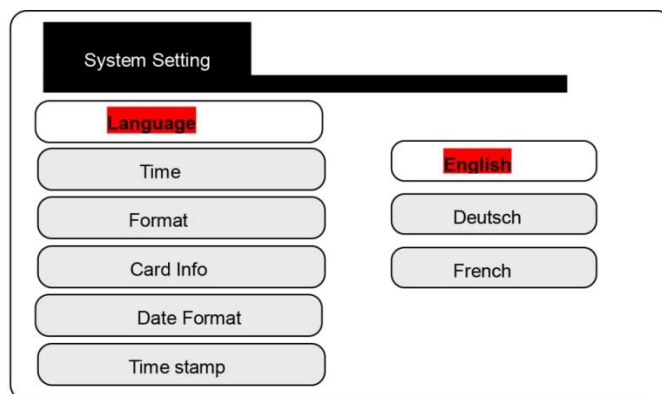 System Setting
Language
Time
Format
Card Info
Date Format
Time stamp
English
Deutsch
French